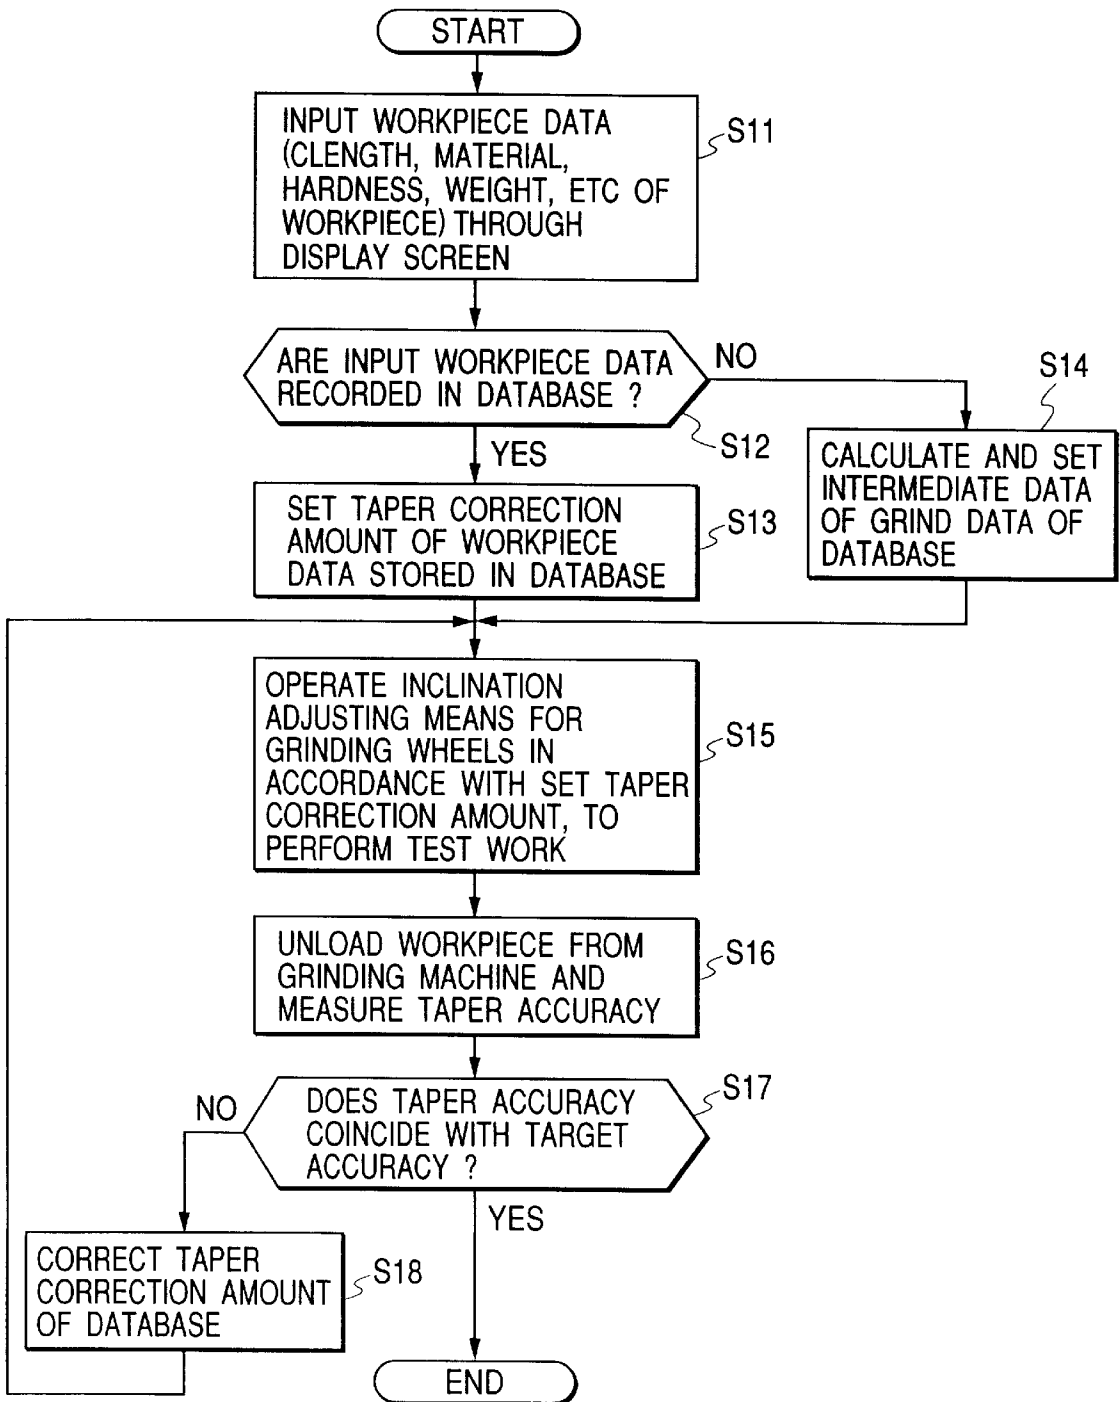 START
INPUT WORKPIECE DATA
(CLENGTH, MATERIAL,
HARDNESS, WEIGHT, ETC OF
WORKPIECE) THROUGH
DISPLAY SCREEN
S11
ARE INPUT WORKPIECE DATA
RECORDED IN DATABASE ?
NO
S12
YES
S14
CALCULATE AND SET
INTERMEDIATE DATA
OF GRIND DATA OF
DATABASE
SET TAPER CORRECTION
AMOUNT OF WORKPIECE
DATA STORED IN DATABASE
S13
OPERATE INCLINATION
ADJUSTING MEANS FOR
GRINDING WHEELS IN
ACCORDANCE WITH SET TAPER
CORRECTION AMOUNT, TO
PERFORM TEST WORK
S15
UNLOAD WORKPIECE FROM
GRINDING MACHINE AND
MEASURE TAPER ACCURACY
S16
DOES TAPER ACCURACY
COINCIDE WITH TARGET
ACCURACY ?
S17
NO
YES
CORRECT TAPER
CORRECTION AMOUNT
OF DATABASE
S18
END